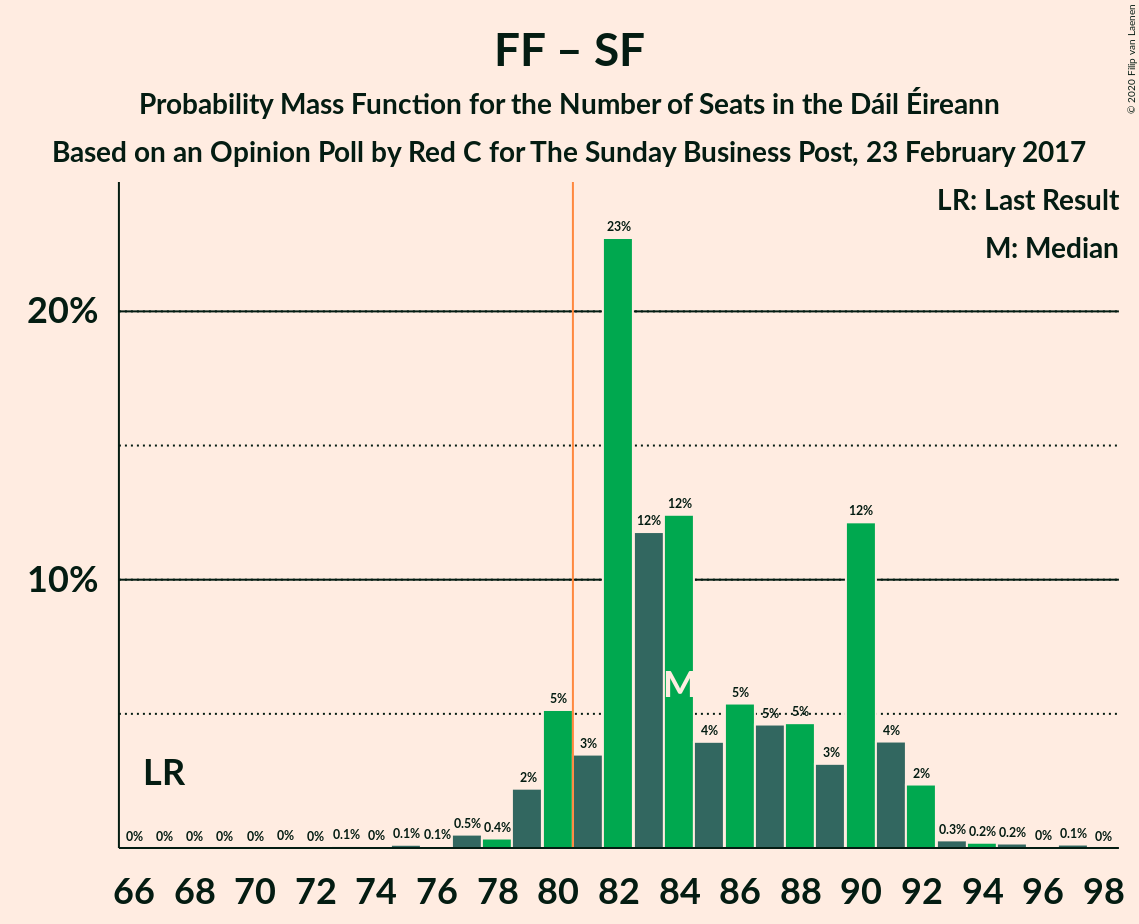 FF – SF
Probability Mass Function for the Number of Seats in the Dáil Éireann
Based on an Opinion Poll by Red C for The Sunday Business Post, 23 February 2017
© 2020 Filip van Laenen
LR: Last Result
M: Median
20%
10%
23%
12%
12%
12%
M
5%
3%
2%
4%
5%
5%
5%
3%
4%
2%
LR
0% 0% 0% 0% 0% 0% 0% 0.1% 0% 0.1% 0.1% 0.5% 0.4% 0.3% 0.2% 0.2% 0% 0.1% 0%
66 68 70 72 74 76 78 80 82 84 86 88 90 92 94 96 98